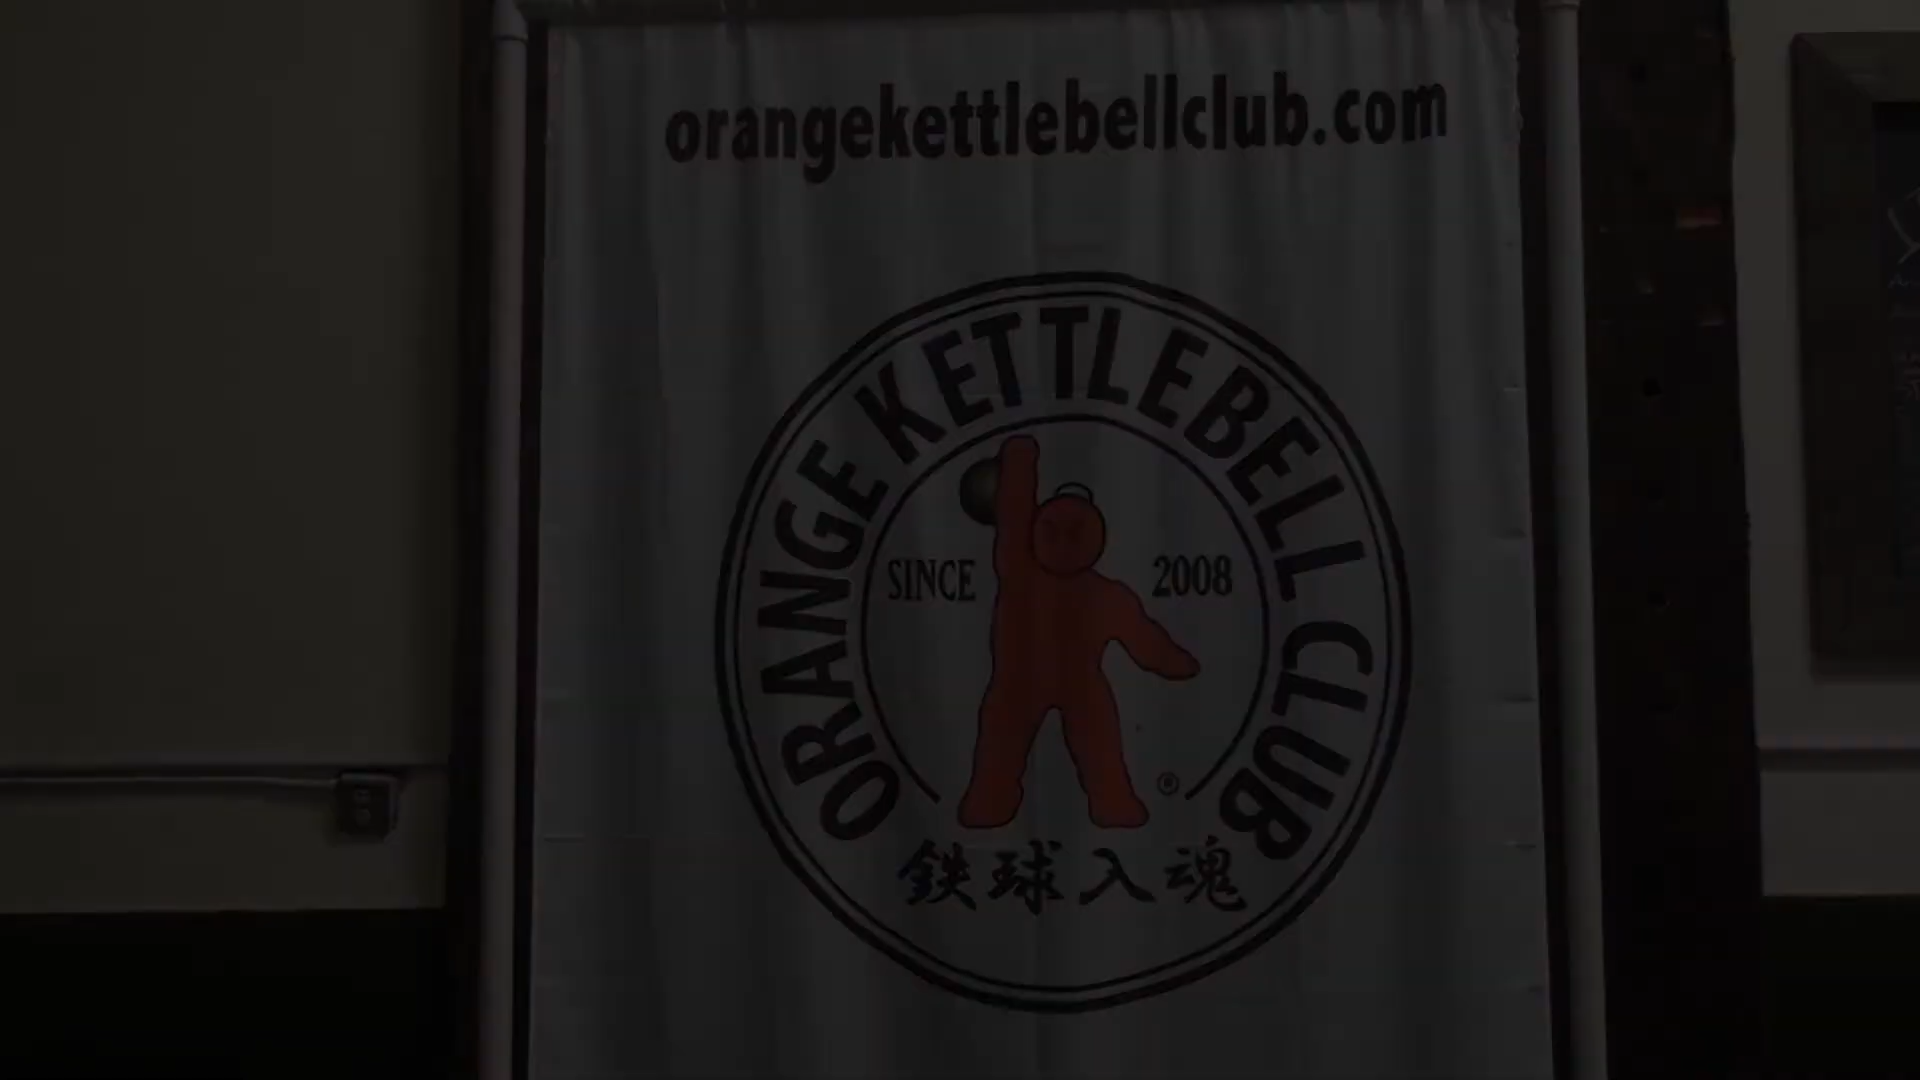 orangekettlebellclub.com
ORANGE KETTLEBELL CLUB
SINCE 2008
®
鉄球入魂